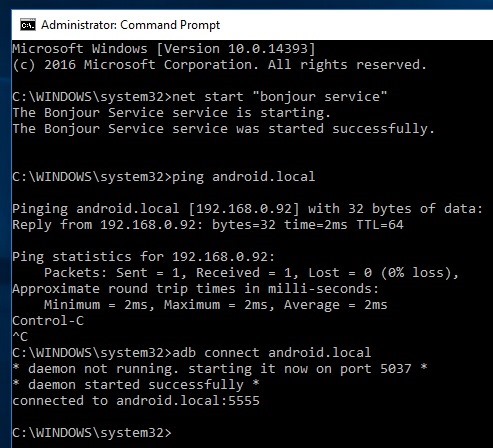 Administrator: Command Prompt
Microsoft Windows [Version 10.0.14393]
(c) 2016 Microsoft Corporation. All rights reserved.
C:\WINDOWS\system32>net start "bonjour service"
The Bonjour Service service is starting.
The Bonjour Service service was started successfully.
C:\WINDOWS\system32>ping android.local
Pinging android.local [192.168.0.92] with 32 bytes of data:
Reply from 192.168.0.92: bytes=32 time=2ms TTL=64
Ping statistics for 192.168.0.92:
    Packets: Sent = 1, Received = 1, Lost = 0 (0% loss),
Approximate round trip times in milli-seconds:
    Minimum = 2ms, Maximum = 2ms, Average = 2ms
Control-C
^C
C:\WINDOWS\system32>adb connect android.local
* daemon not running. starting it now on port 5037 *
* daemon started successfully *
connected to android.local:5555
C:\WINDOWS\system32>